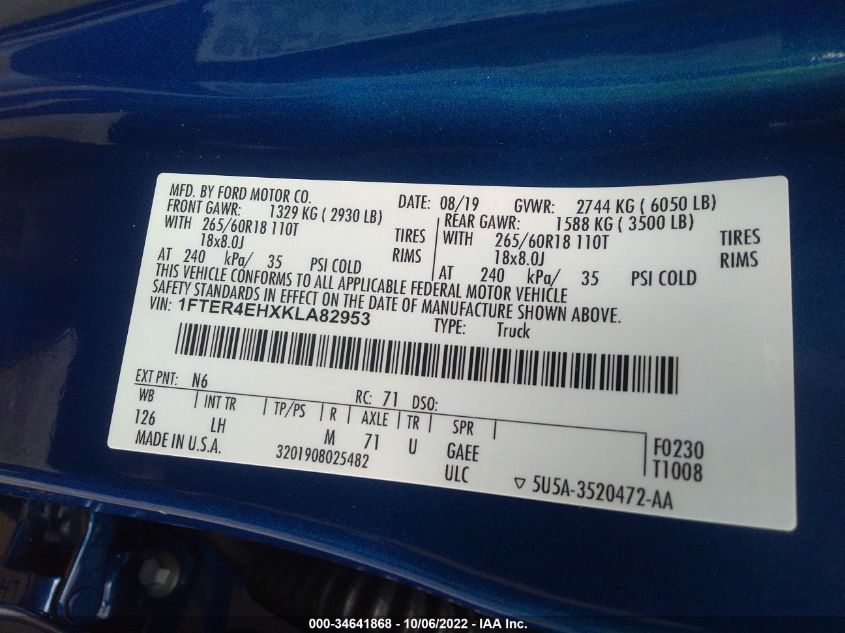 MFD. BY FORD MOTOR CO. DATE: 08/19 GVWR: 2744 KG ( 6050 LB)
FRONT GAWR: 1329 KG ( 2930 LB) REAR GAWR: 1588 KG ( 3500 LB)
WITH 265/60R18 110T TIRES WITH 265/60R18 110T TIRES
18x8.0J RIMS 18x8.0J RIMS
AT 240 kPa/ 35 PSI COLD AT 240 kPa/ 35 PSI COLD
THIS VEHICLE CONFORMS TO ALL APPLICABLE FEDERAL MOTOR VEHICLE
SAFETY STANDARDS IN EFFECT ON THE DATE OF MANUFACTURE SHOWN ABOVE.
VIN: 1FTER4EHXKLA82953 TYPE: Truck
EXT PNT: N6 RC: 71 DSO:
WB INT TR TP/PS R AXLE TR SPR
126 LH M 71 U GAEE F0230
ULC T1008
MADE IN U.S.A. 3201908025482 ▽ 5U5A-3520472-AA
000-34641868 - 10/06/2022 - IAA Inc.